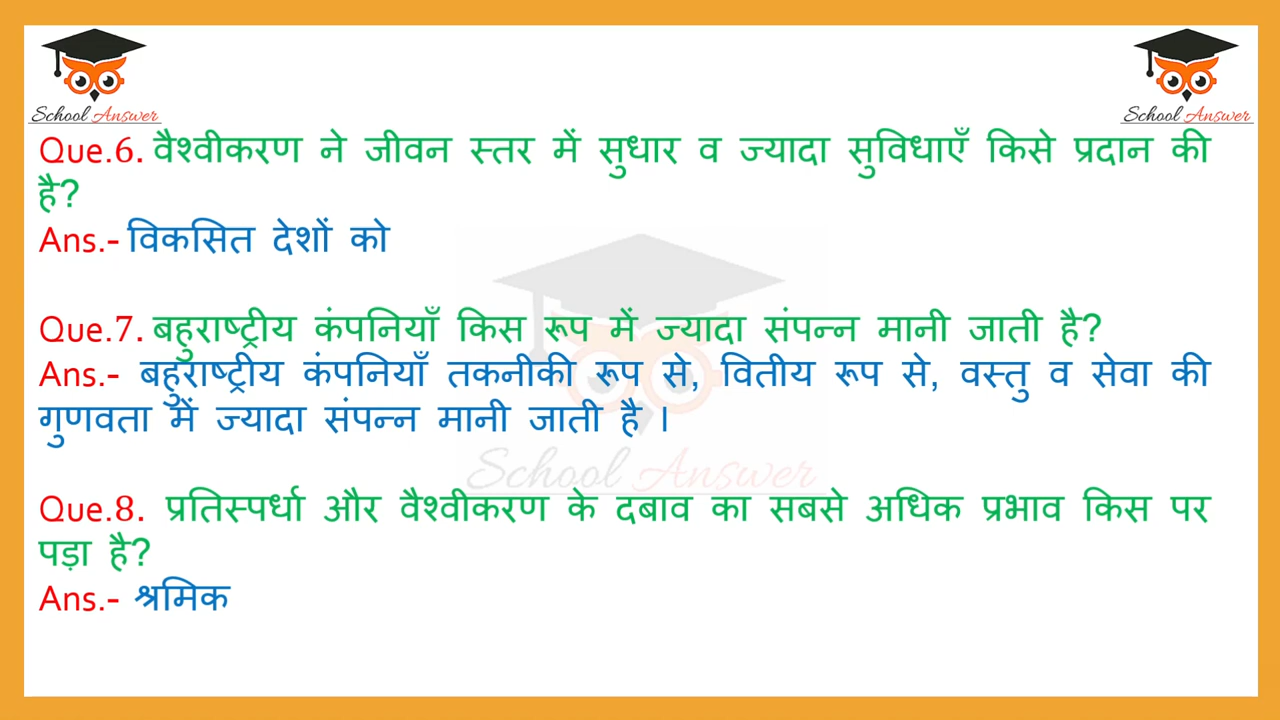 School Answer
School Answer
Que.6. वैश्वीकरण ने जीवन स्तर में सुधार व ज्यादा सुविधाएँ किसे प्रदान की
है?
Ans.- विकसित देशों को
Que.7. बहुराष्ट्रीय कंपनियाँ किस रूप में ज्यादा संपन्न मानी जाती है?
Ans.- बहुराष्ट्रीय कंपनियाँ तकनीकी रूप से, वितीय रूप से, वस्तु व सेवा की
गुणवता में ज्यादा संपन्न मानी जाती है ।
School Answer
Que.8. प्रतिस्पर्धा और वैश्वीकरण के दबाव का सबसे अधिक प्रभाव किस पर
पड़ा है?
Ans.- श्रमिक